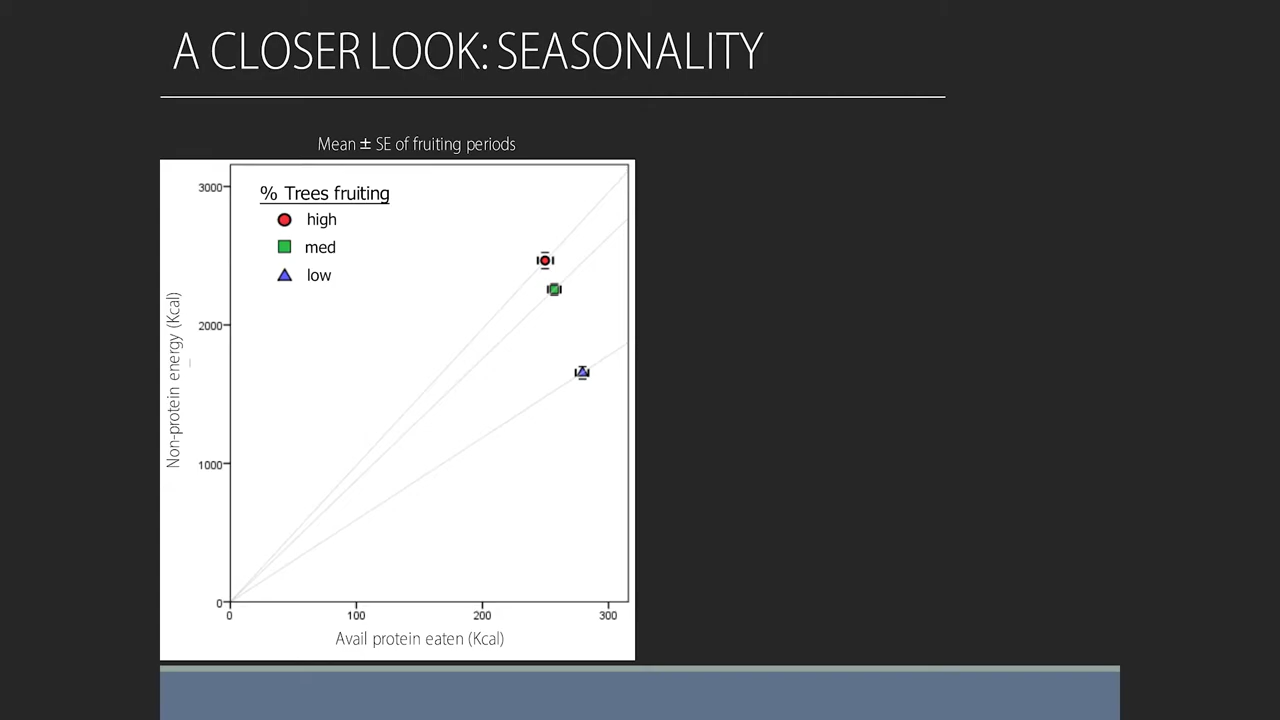 A CLOSER LOOK: SEASONALITY
Mean ± SE of fruiting periods
% Trees fruiting
high
med
low
3000
2000
1000
0
Non-protein energy (Kcal)
0 100 200 300
Avail protein eaten (Kcal)